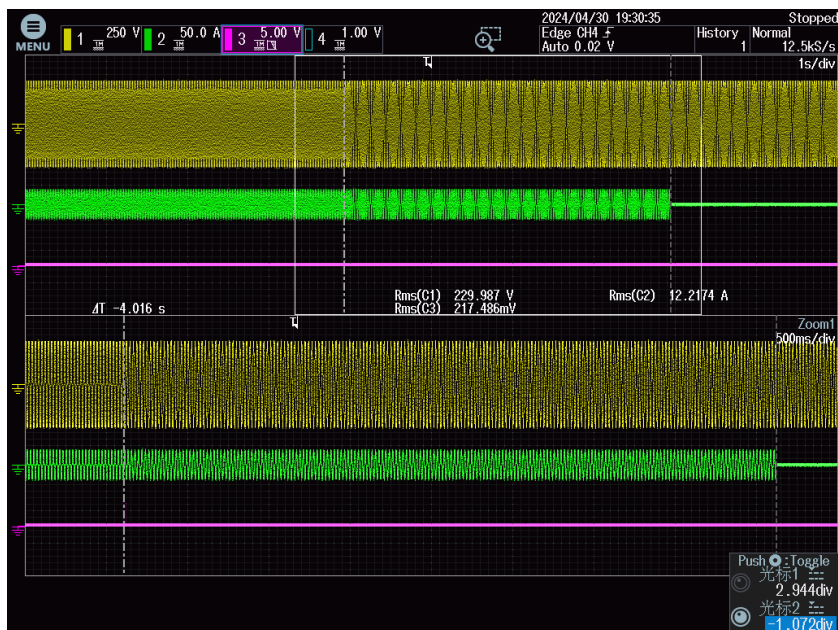 2024/04/30 19:30:35 Stopped
MENU 1 250 V 2 50.0 A 3 5.00 V 4 1.00 V Edge CH4 History Normal
Auto 0.02 V 1 12.5kS/s
1s/div
T
Rms(C1) 229.987 V Rms(C2) 12.2174 A
ΔT -4.016 s Rms(C3) 217.486mV
T Zoom1
500ms/div
Push :Toggle
光标1
2.944div
光标2
-1.072div